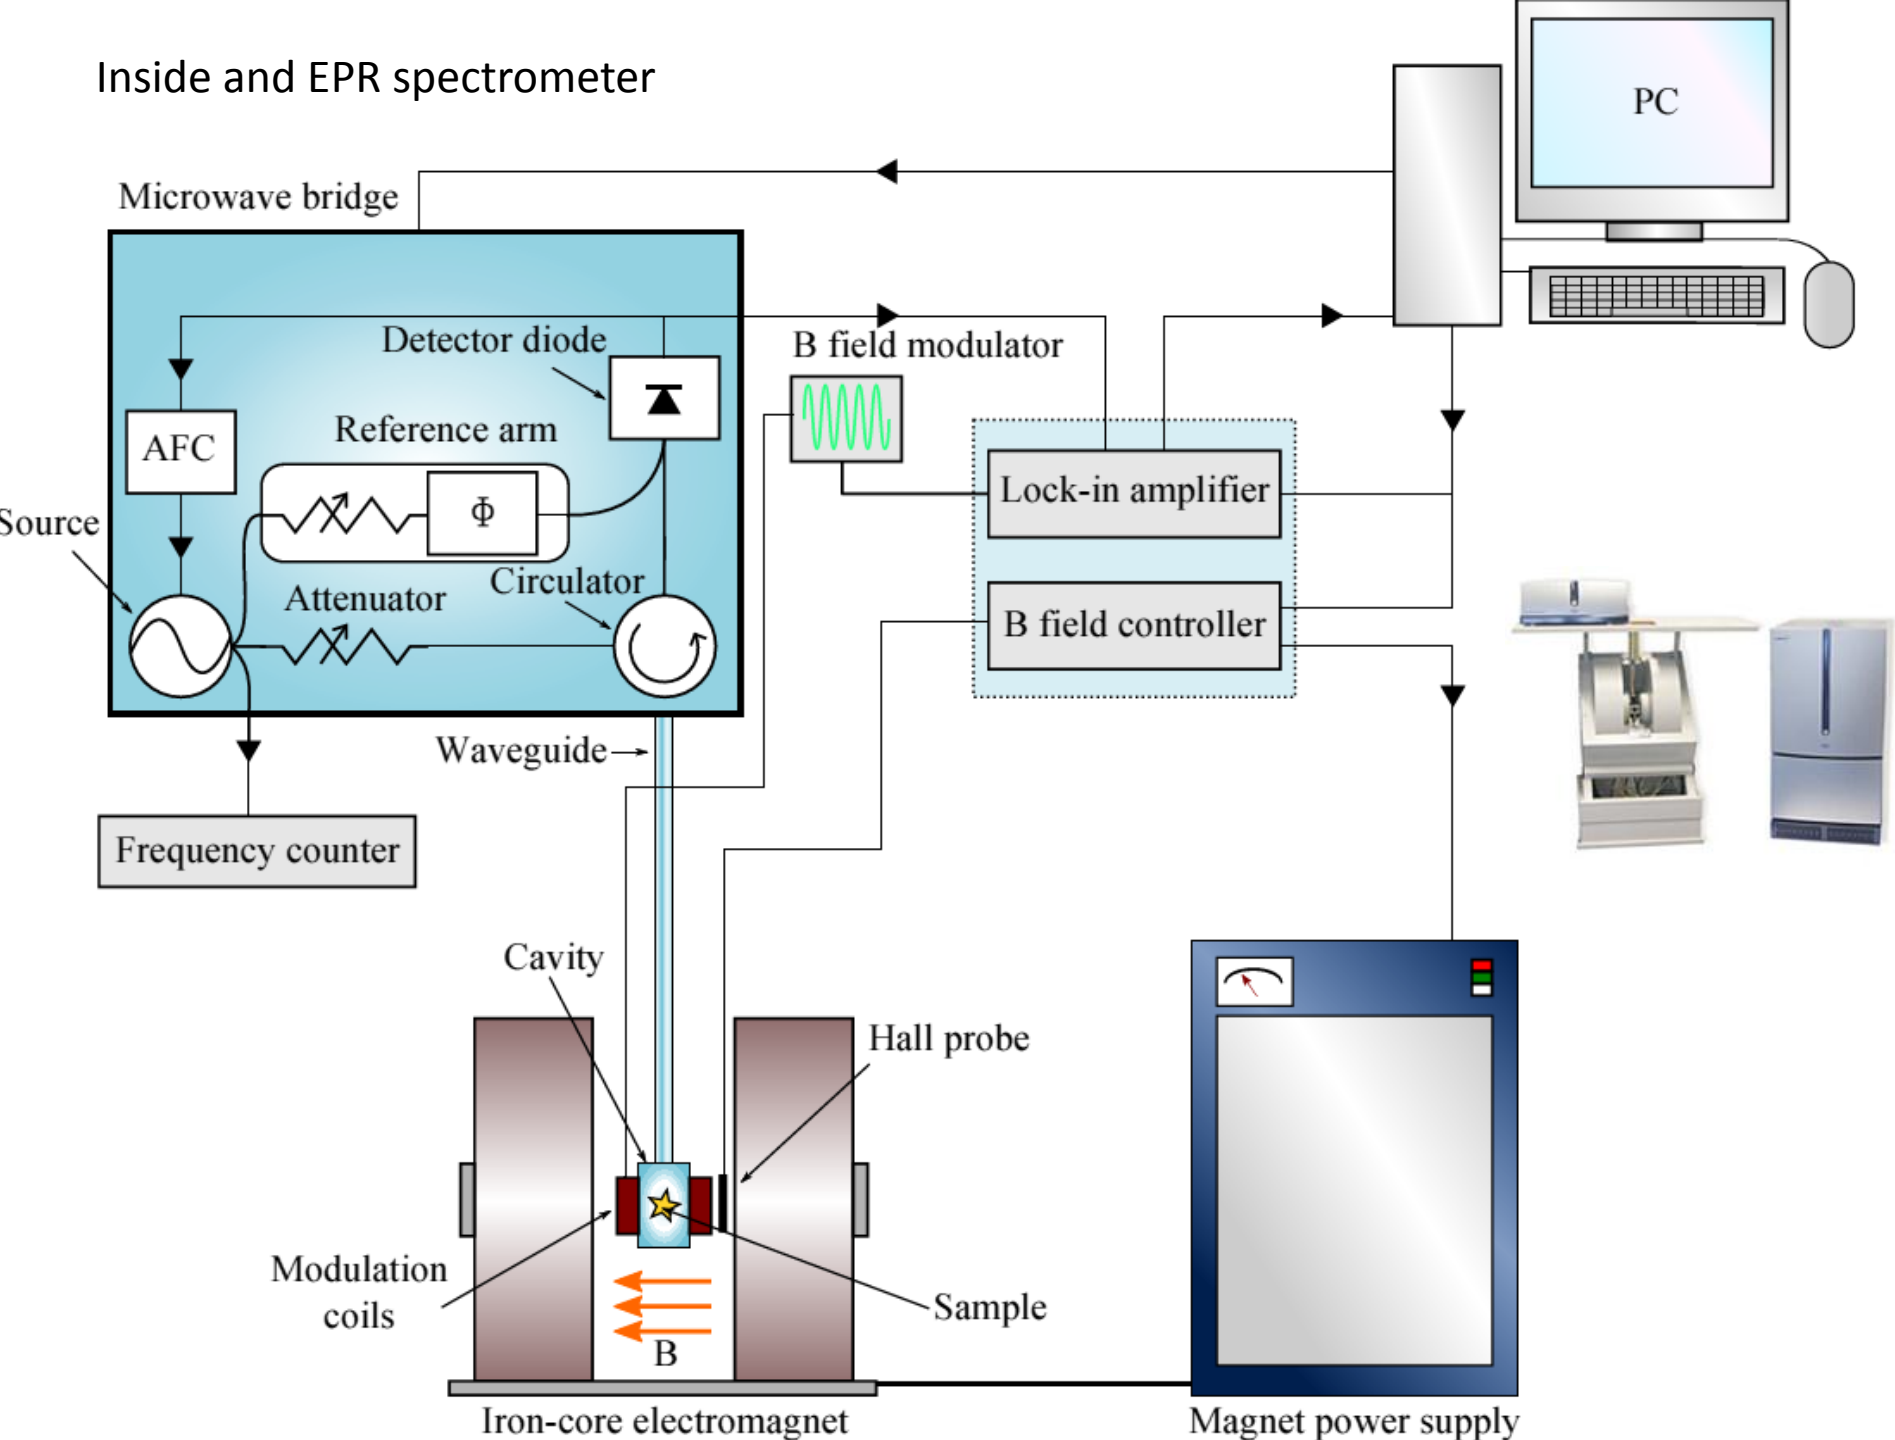 Inside and EPR spectrometer
PC
Microwave bridge
Detector diode
B field modulator
Reference arm
AFC
Φ
Lock-in amplifier
Source
Circulator
Attenuator
B field controller
Waveguide
Frequency counter
Cavity
Hall probe
Modulation
coils
Sample
B
Iron-core electromagnet
Magnet power supply